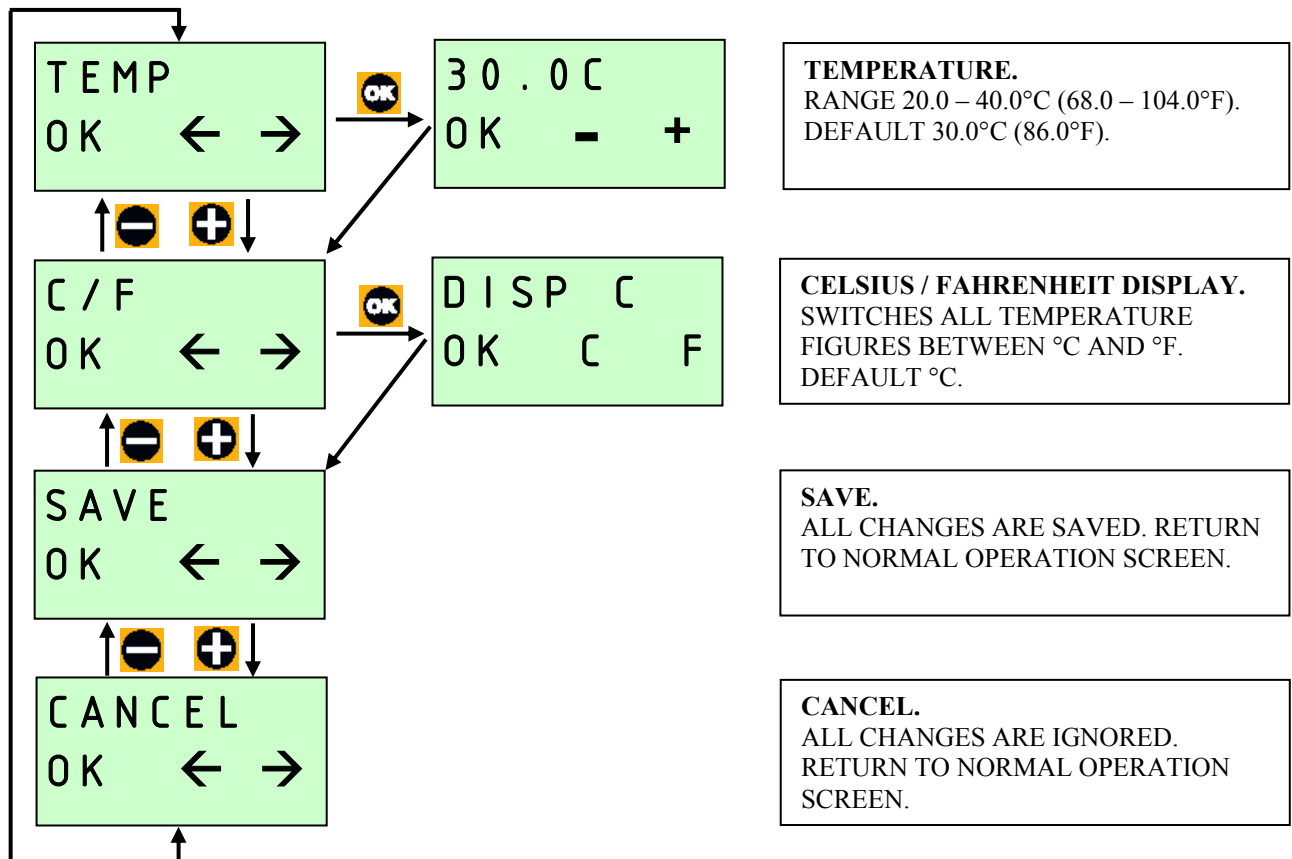 TEMP
OK ← →
OK
30.0C
OK - +
TEMPERATURE.
RANGE 20.0 – 40.0°C (68.0 – 104.0°F).
DEFAULT 30.0°C (86.0°F).
C/F
OK ← →
OK
DISP C
OK C F
CELSIUS / FAHRENHEIT DISPLAY.
SWITCHES ALL TEMPERATURE
FIGURES BETWEEN °C AND °F.
DEFAULT °C.
SAVE
OK ← →
SAVE.
ALL CHANGES ARE SAVED. RETURN
TO NORMAL OPERATION SCREEN.
CANCEL
OK ← →
CANCEL.
ALL CHANGES ARE IGNORED.
RETURN TO NORMAL OPERATION
SCREEN.